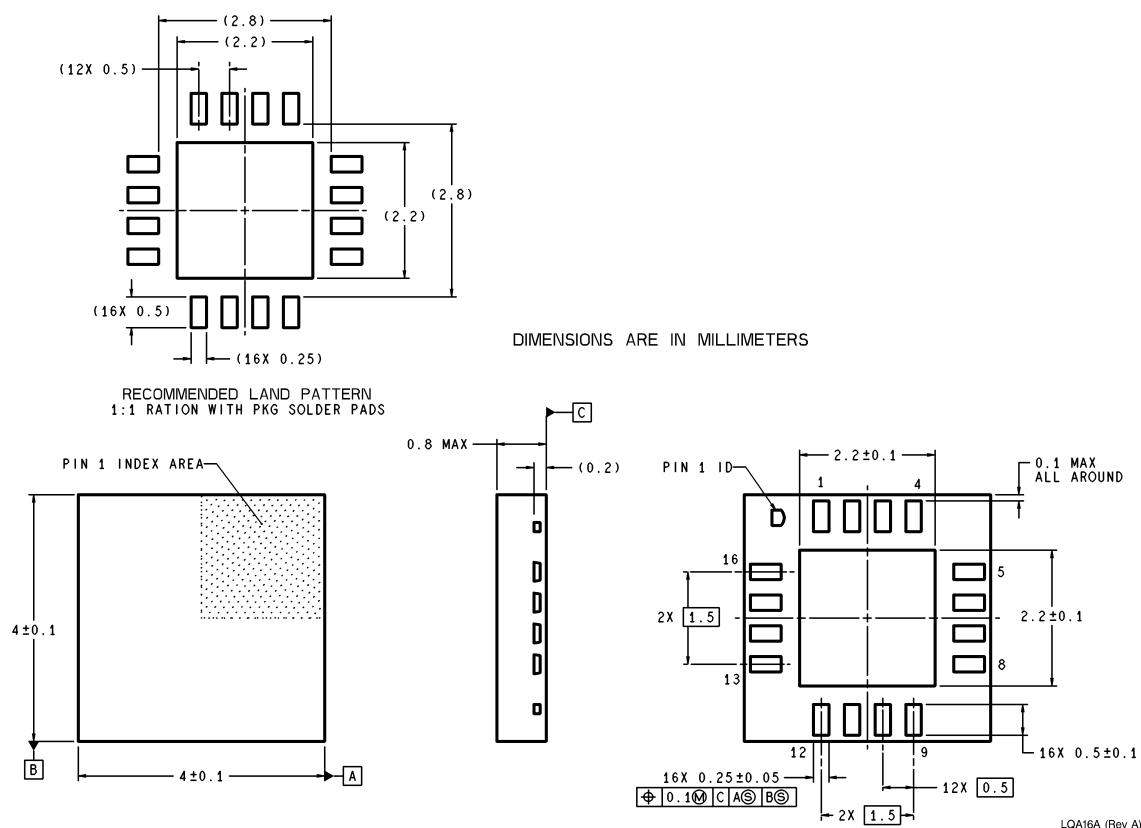 (2.8)
(2.2)
(12X 0.5)
(2.8)
(2.2)
(16X 0.5)
(16X 0.25)
DIMENSIONS ARE IN MILLIMETERS
RECOMMENDED LAND PATTERN
1:1 RATION WITH PKG SOLDER PADS
PIN 1 INDEX AREA
4±0.1
B
4±0.1
A
C
0.8 MAX
(0.2)
PIN 1 ID
2.2±0.1
0.1 MAX
ALL AROUND
1
4
16
5
2X 1.5
2.2±0.1
13
8
12
9
16X 0.5±0.1
16X 0.25±0.05
⌖ 0.1Ⓜ C AⓈ BⓈ
12X 0.5
2X 1.5
LQA16A (Rev A)